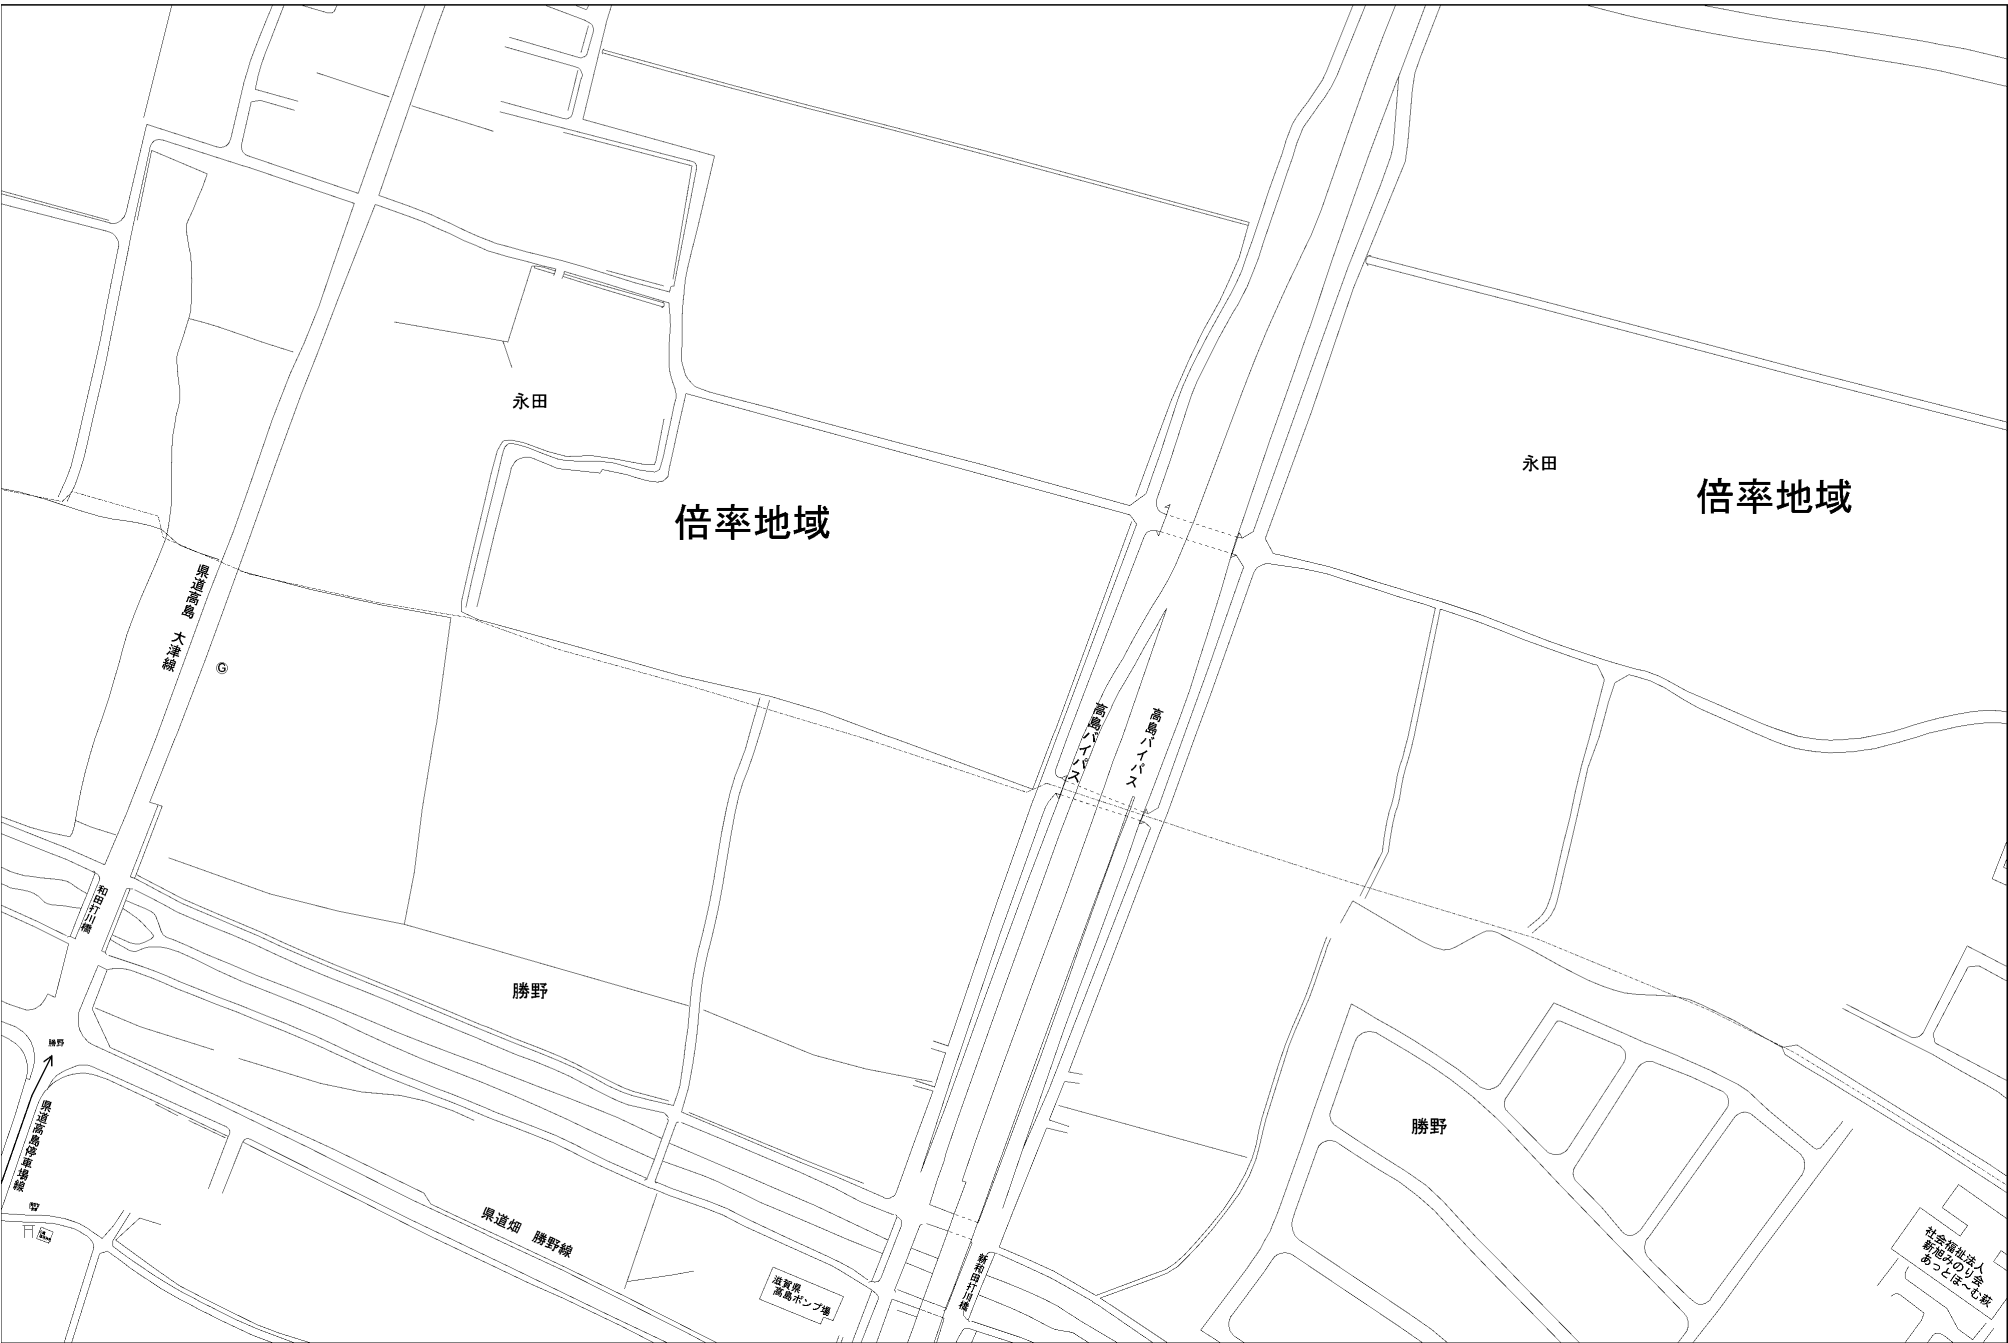 永田
永田
倍率地域
倍率地域
県道高島 大津線
G
高島バイパス
高島バイパス
和田打川橋
勝野
勝野
県道高島停車場線
勝野
県道畑 勝野線
滋賀県
高島ポンプ場
新和田打川橋
社会福祉法人
新旭みのり会
あっとほ～む萩